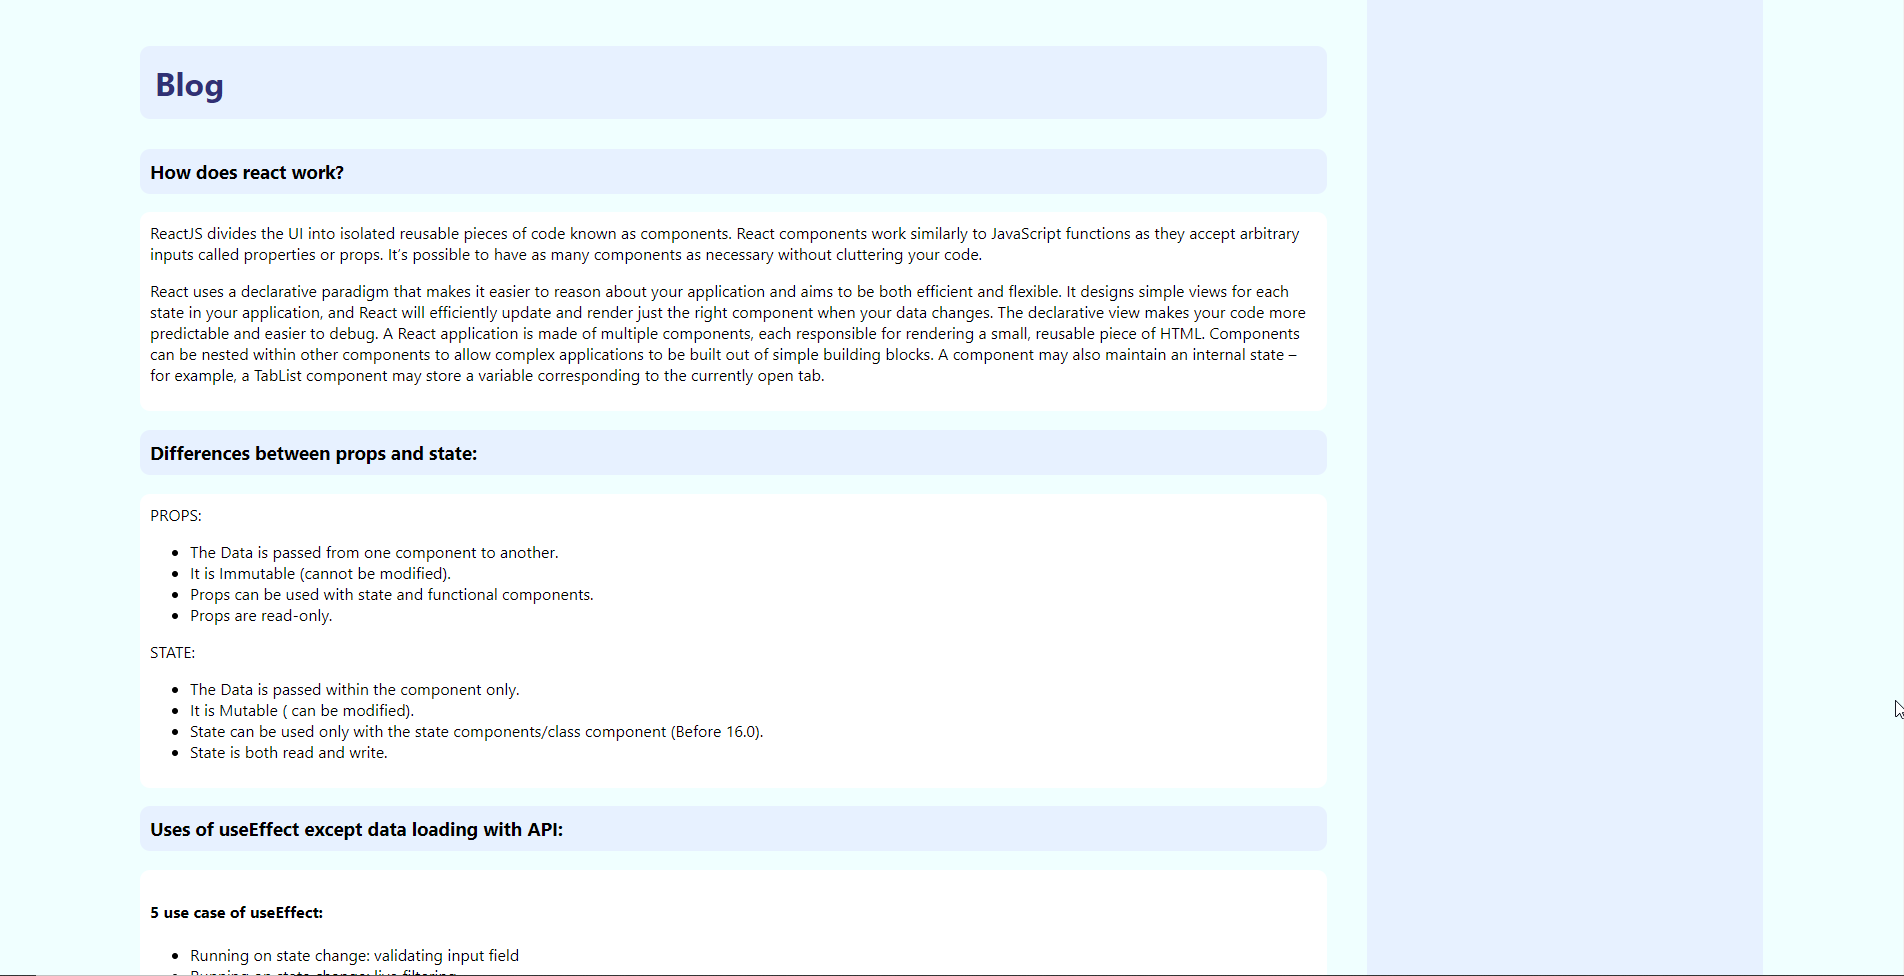 Blog
How does react work?
ReactJS divides the UI into isolated reusable pieces of code known as components. React components work similarly to JavaScript functions as they accept arbitrary
inputs called properties or props. It's possible to have as many components as necessary without cluttering your code.
React uses a declarative paradigm that makes it easier to reason about your application and aims to be both efficient and flexible. It designs simple views for each
state in your application, and React will efficiently update and render just the right component when your data changes. The declarative view makes your code more
predictable and easier to debug. A React application is made of multiple components, each responsible for rendering a small, reusable piece of HTML. Components
can be nested within other components to allow complex applications to be built out of simple building blocks. A component may also maintain an internal state –
for example, a TabList component may store a variable corresponding to the currently open tab.
Differences between props and state:
PROPS:
• The Data is passed from one component to another.
• It is Immutable (cannot be modified).
• Props can be used with state and functional components.
• Props are read-only.
STATE:
• The Data is passed within the component only.
• It is Mutable ( can be modified).
• State can be used only with the state components/class component (Before 16.0).
• State is both read and write.
Uses of useEffect except data loading with API:
5 use case of useEffect:
• Running on state change: validating input field
• Running on state change: live filtering